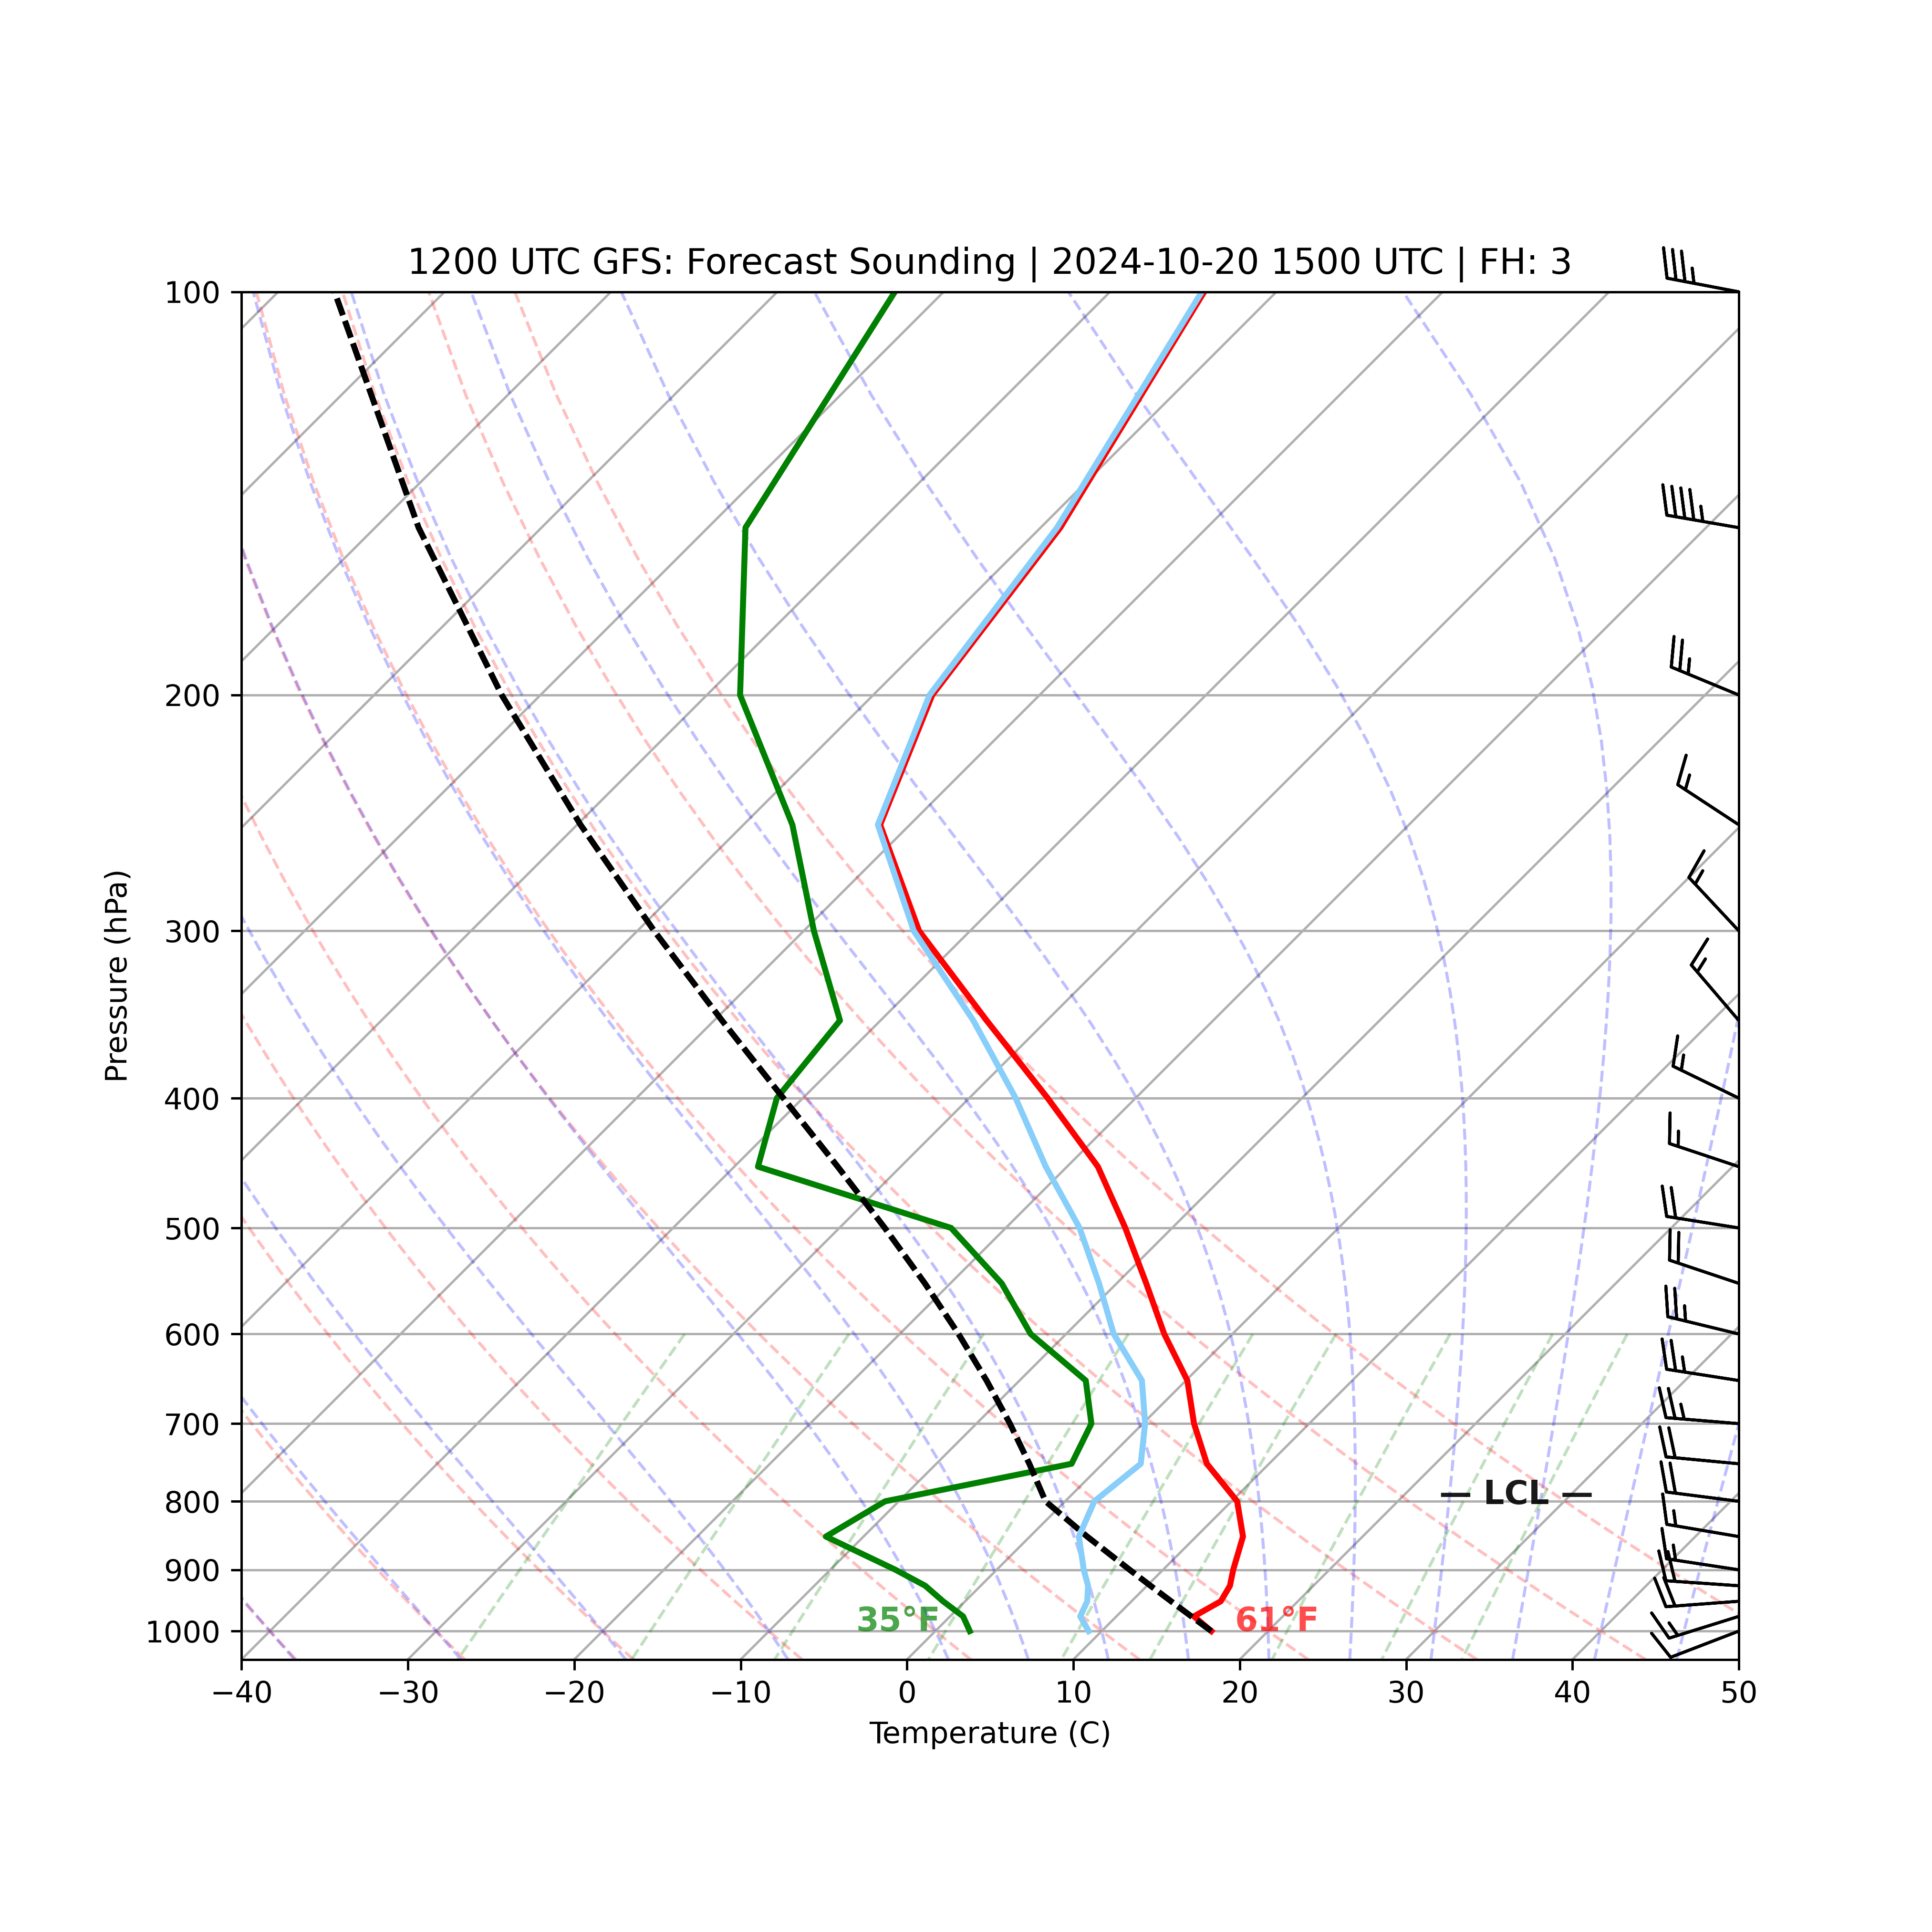 1200 UTC GFS: Forecast Sounding | 2024-10-20 1500 UTC | FH: 3
100
200
300
400
500
600
700
800
900
1000
Pressure (hPa)
— LCL —
35°F
61°F
−40 −30 −20 −10 0 10 20 30 40 50
Temperature (C)